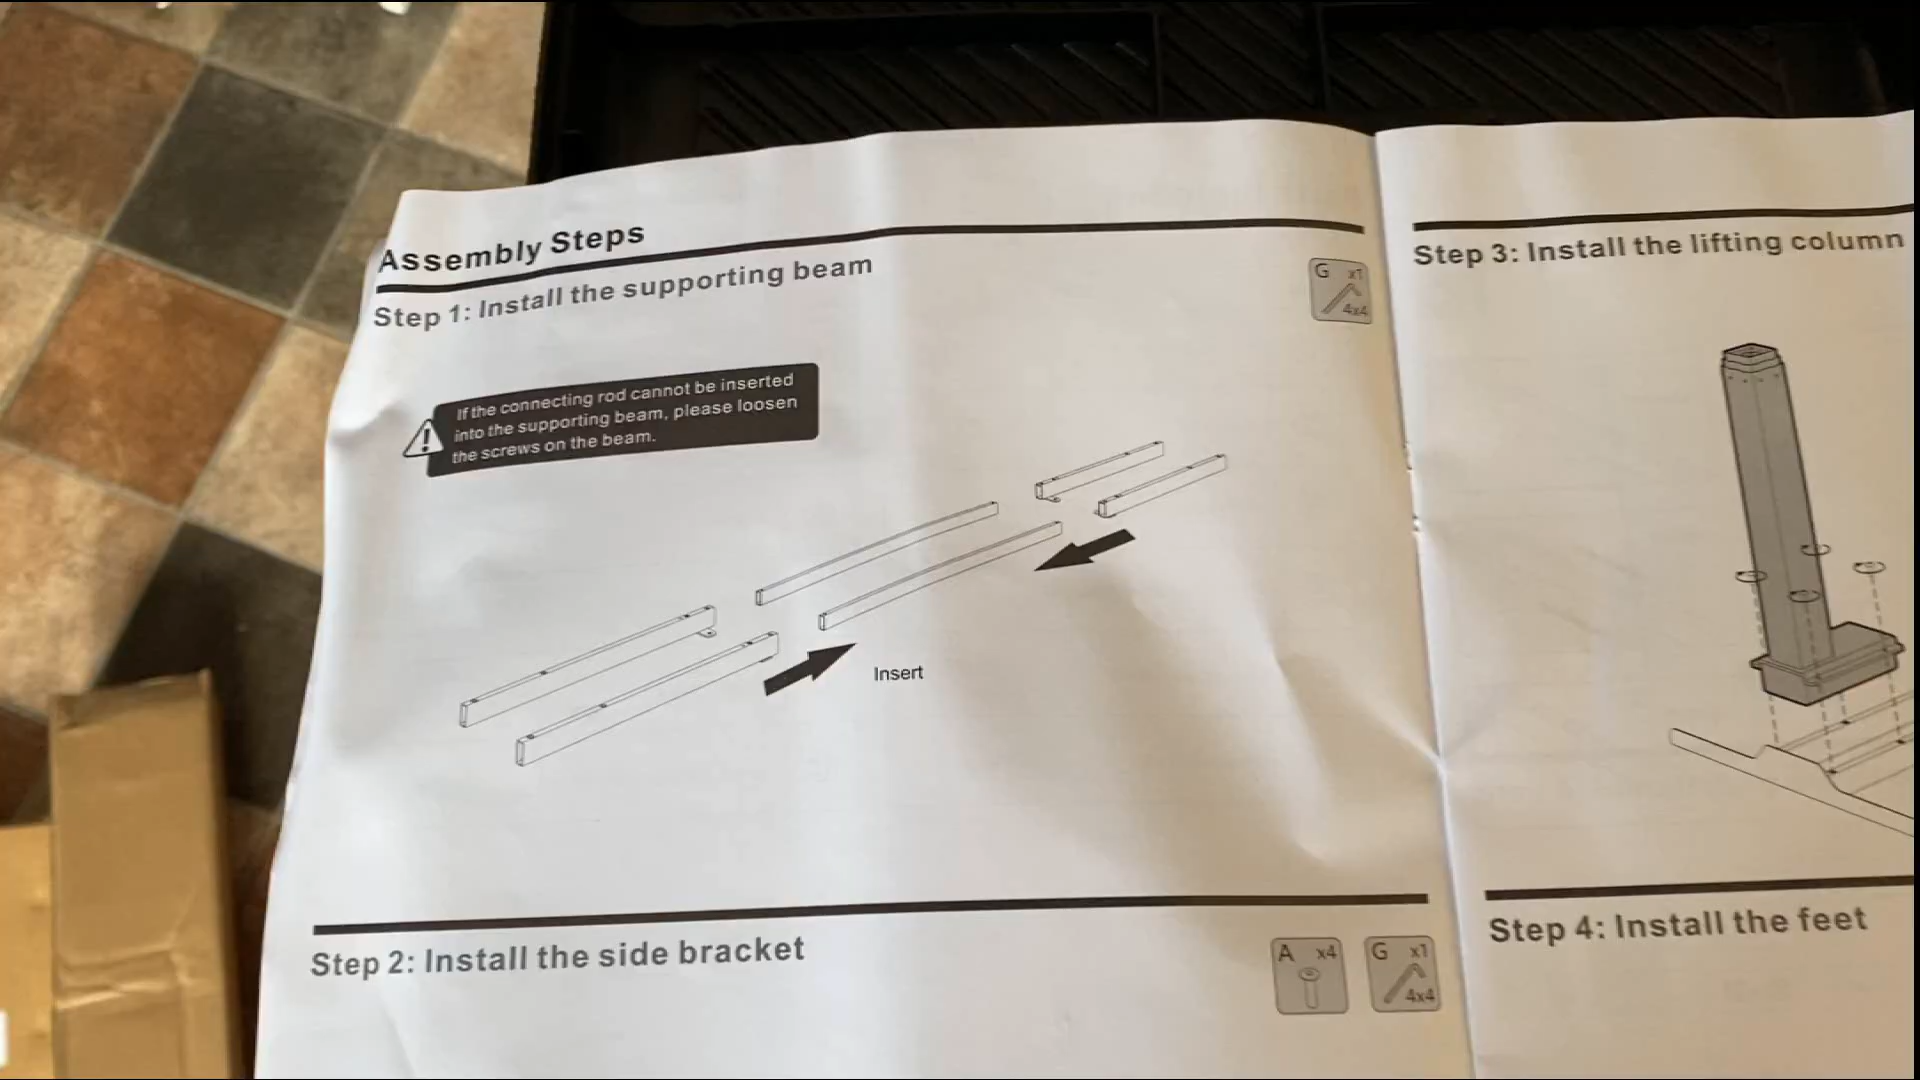 Assembly Steps
Step 1: Install the supporting beam
G x1
4x4
If the connecting rod cannot be inserted
into the supporting beam, please loosen
the screws on the beam.
Insert
Step 2: Install the side bracket
A x4
G x1
4x4
Step 3: Install the lifting column
Step 4: Install the feet